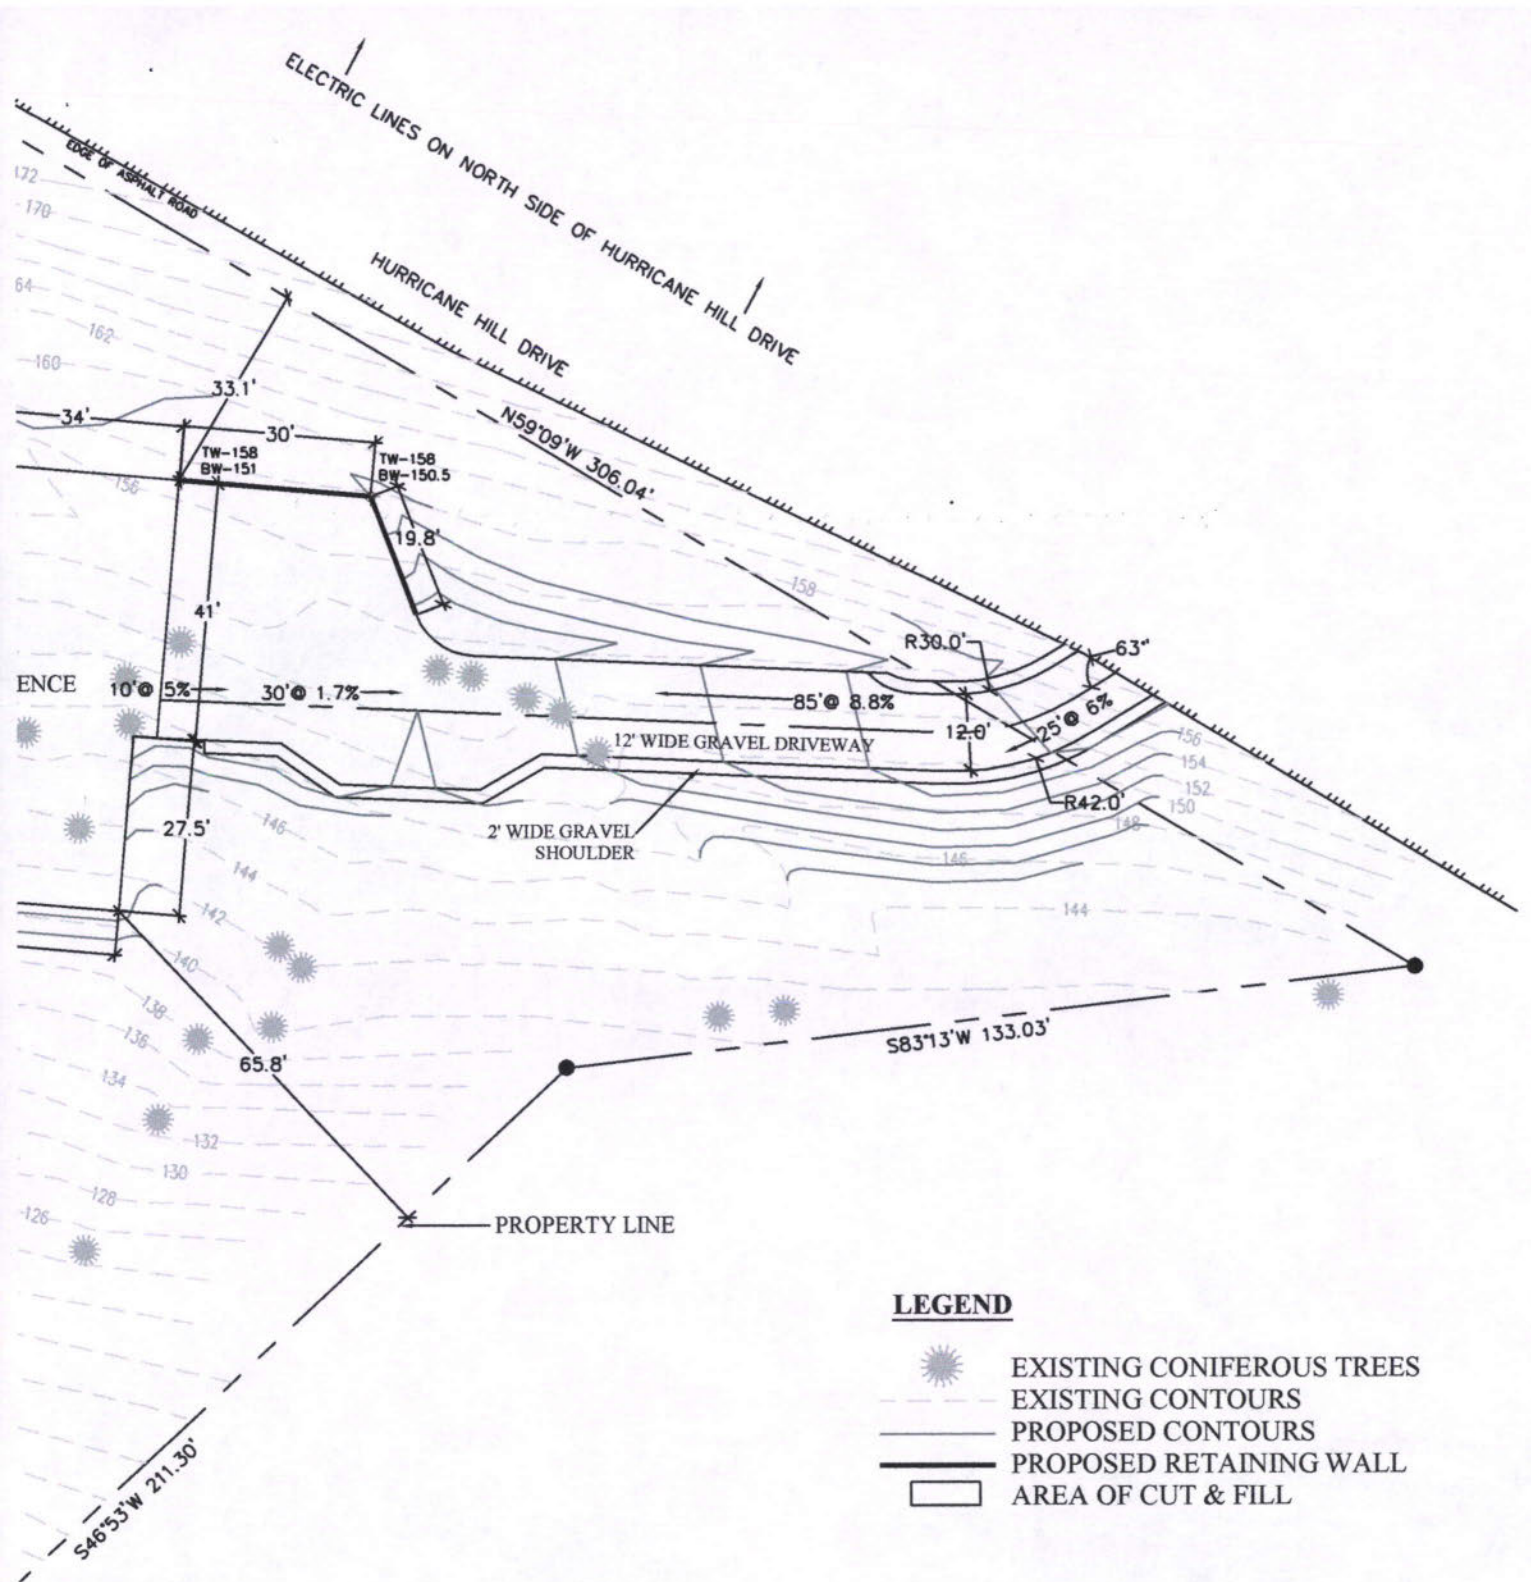 ELECTRIC LINES ON NORTH SIDE OF HURRICANE HILL DRIVE
EDGE OF ASPHALT ROAD
HURRICANE HILL DRIVE
172
170
64
162
160
33.1'
34'
30'
N59°09'W 306.04'
TW-158
BW-151
TW-158
BW-150.5
156
19.8'
158
41'
R30.0'
63°
ENCE
10'@ 5%
30'@ 1.7%
85'@ 8.8%
25'@ 6%
12.0'
12' WIDE GRAVEL DRIVEWAY
156
154
152
150
148
R42.0'
27.5'
146
2' WIDE GRAVEL
SHOULDER
146
144
142
144
140
138
136
134
132
130
128
126
65.8'
S83°13'W 133.03'
PROPERTY LINE
S46°53'W 211.30'
LEGEND
EXISTING CONIFEROUS TREES
EXISTING CONTOURS
PROPOSED CONTOURS
PROPOSED RETAINING WALL
AREA OF CUT & FILL